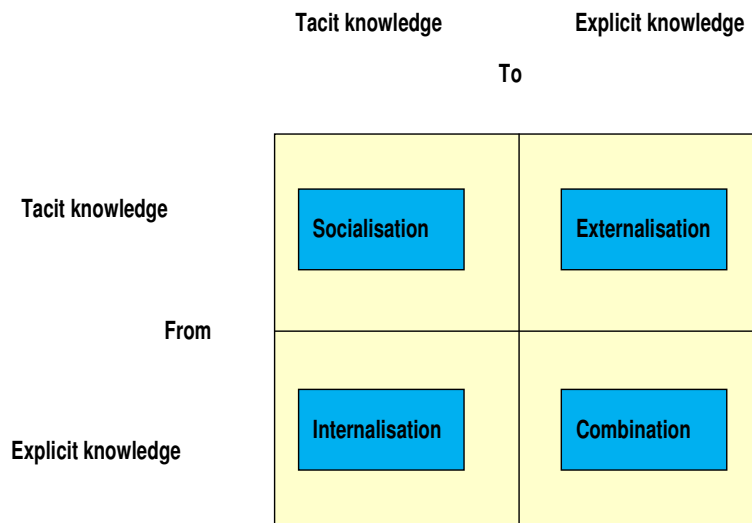 Tacit knowledge Explicit knowledge
To
Tacit knowledge
Socialisation Externalisation
From
Internalisation Combination
Explicit knowledge